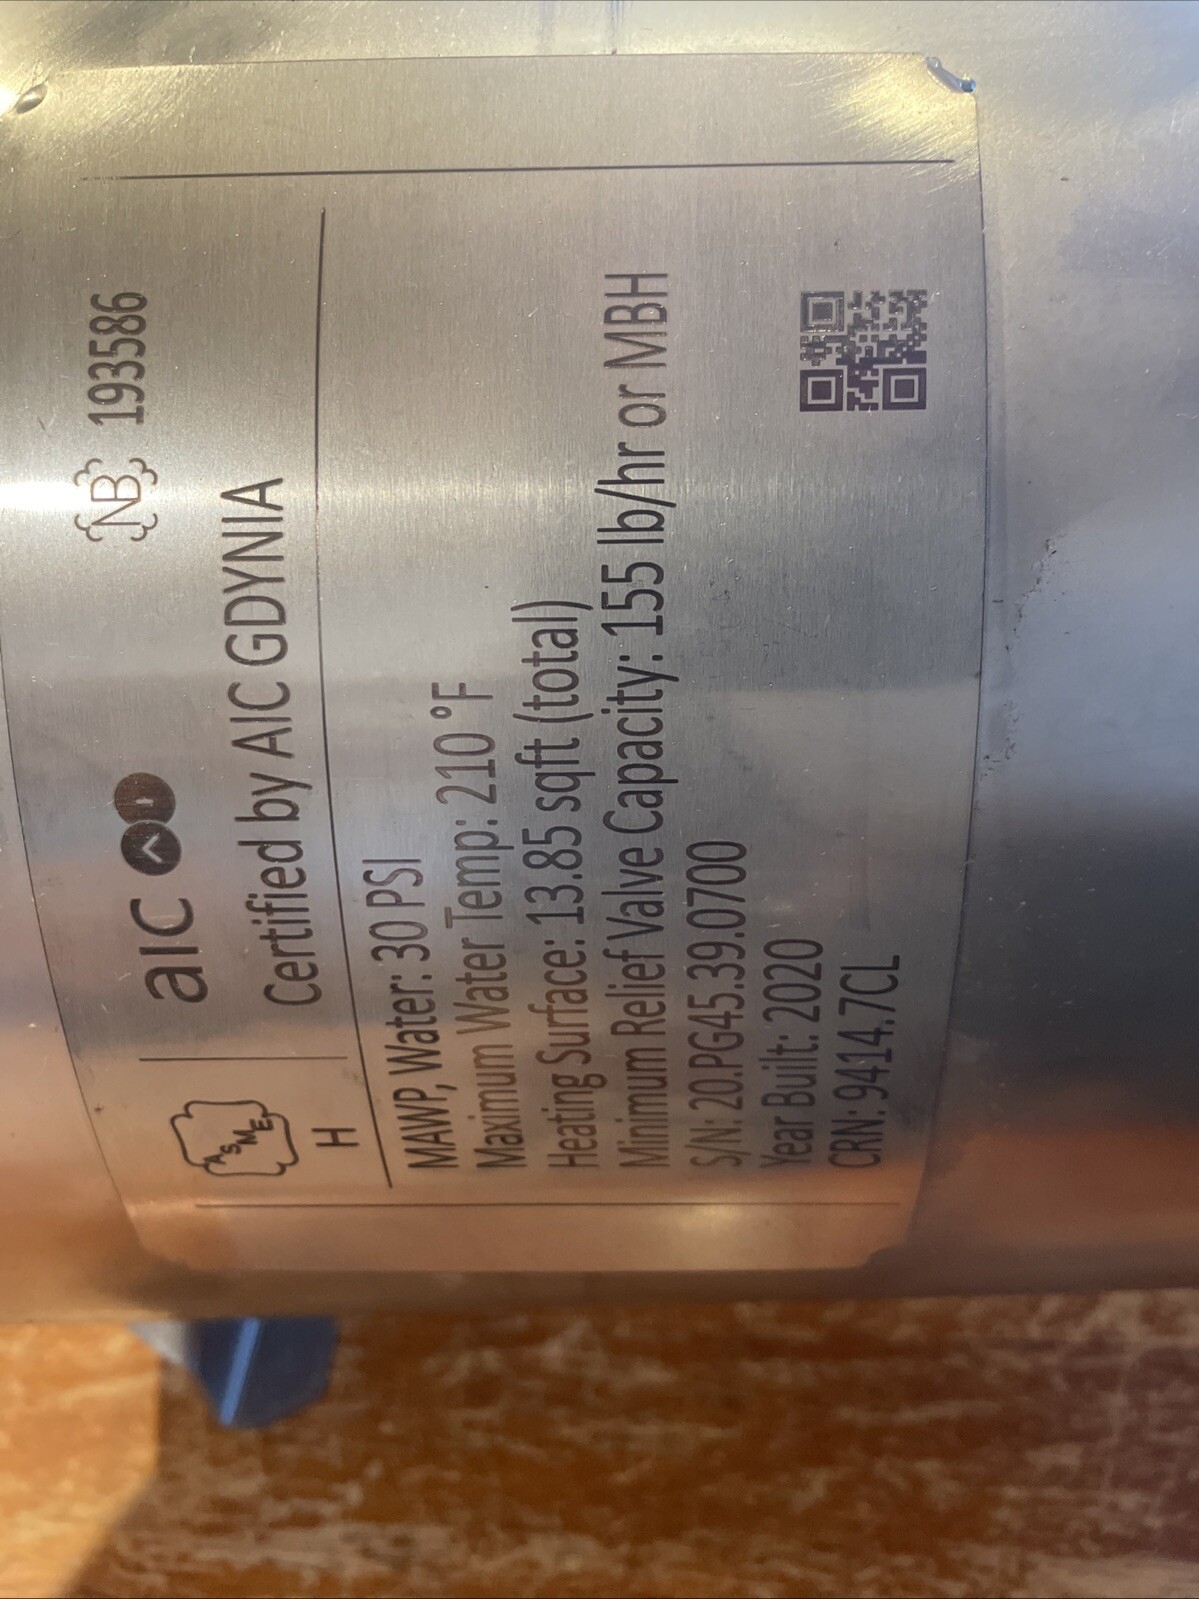 ASME
H
aIC
NB 193586
Certified by AIC GDYNIA
MAWP, Water: 30 PSI
Maximum Water Temp: 210 °F
Heating Surface: 13.85 sqft (total)
Minimum Relief Valve Capacity: 155 lb/hr or MBH
S/N: 20.PG45.39.0700
Year Built: 2020
CRN: 9414.7CL